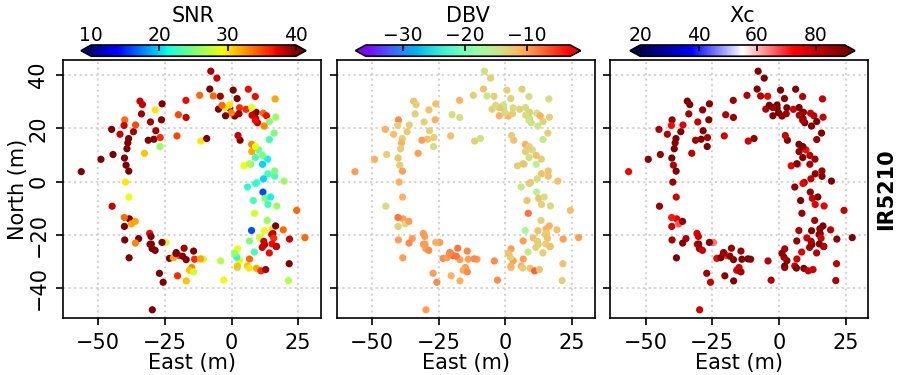 SNR DBV Xc
10 20 30 40 −30 −20 −10 20 40 60 80
40
20
0
−20
−40
North (m)
IR5210
−50 −25 0 25 −50 −25 0 25 −50 −25 0 25
East (m) East (m) East (m)